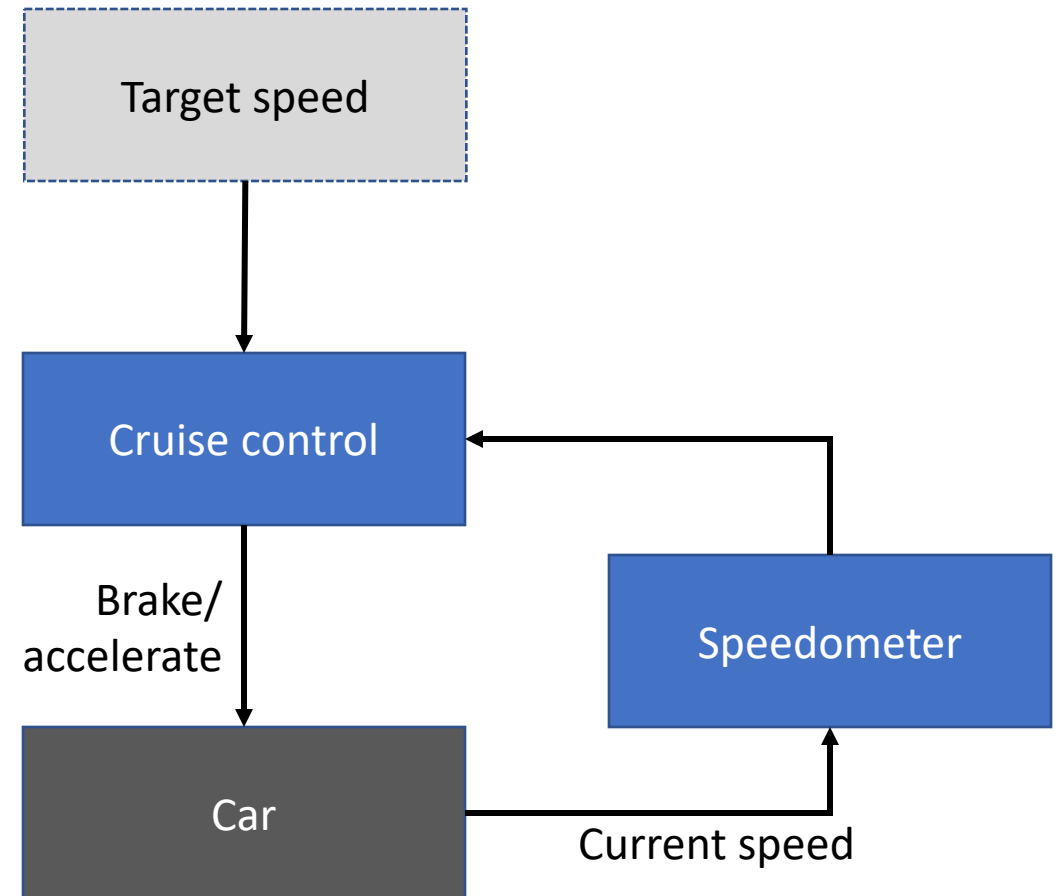 Target speed
Cruise control
Brake/
accelerate
Speedometer
Car
Current speed